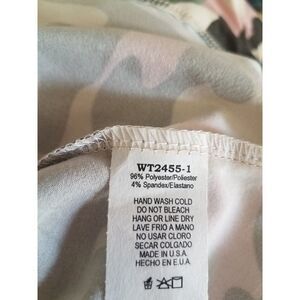 WT2455-1
96% Polyester/Poliester
4% Spandex/Elastano
HAND WASH COLD
DO NOT BLEACH
HANG OR LINE DRY
LAVE FRIO A MANO
NO USAR CLORO
SECAR COLGADO
MADE IN U.S.A.
HECHO EN E.U.A.